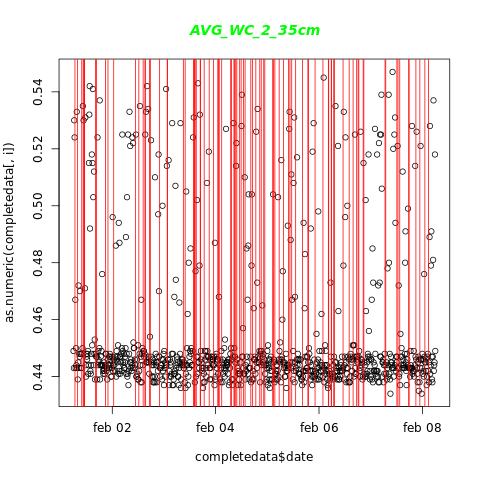 AVG_WC_2_35cm
as.numeric(completedata[, i])
0.54
0.52
0.50
0.48
0.46
0.44
feb 02 feb 04 feb 06 feb 08
completedata$date